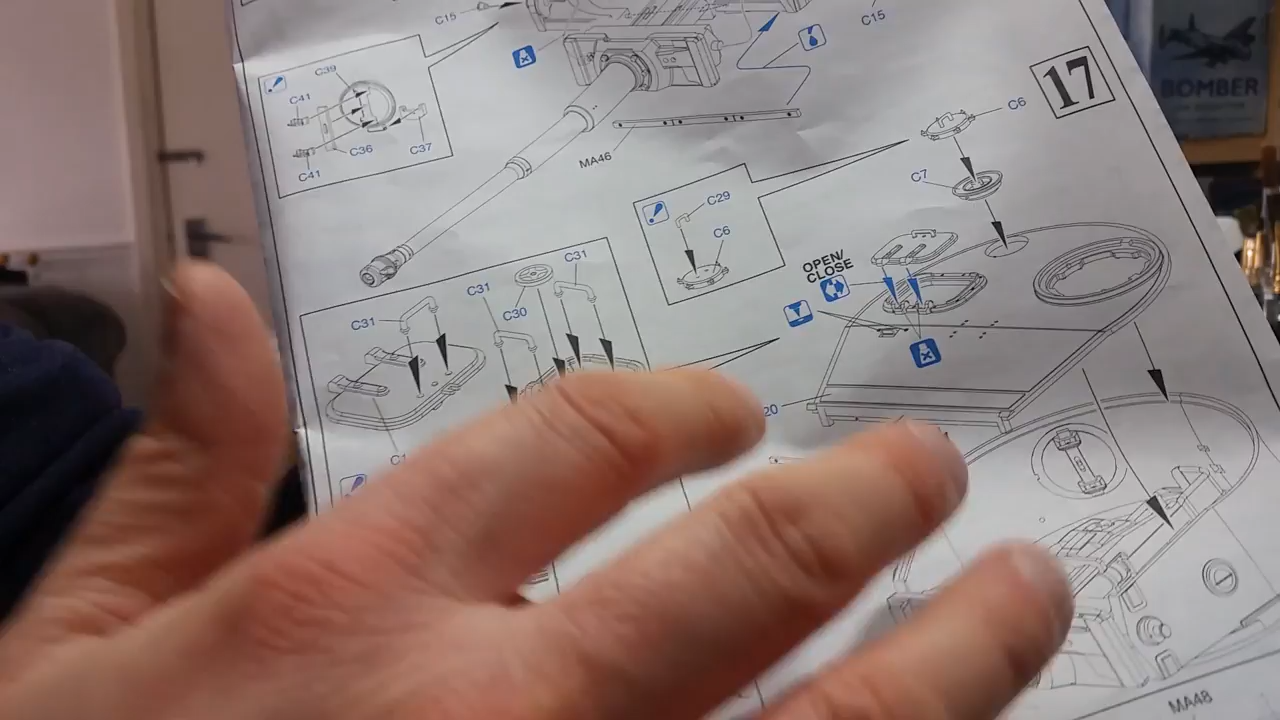 C15
C15
C39
C41
C36
C37
C41
MA46
17
BOMBER
C6
C7
C29
C6
OPEN/
CLOSE
C31
C31
C30
C31
20
MA48